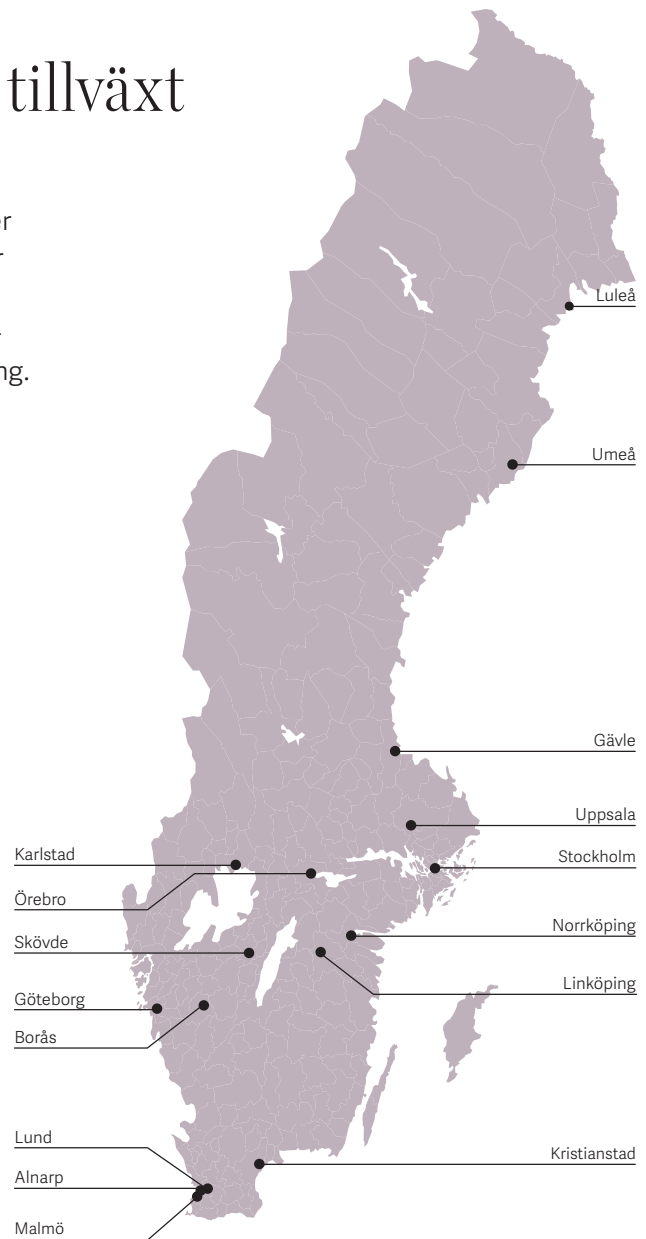 tillväxt
ng.
Luleå
Umeå
Gävle
Uppsala
Stockholm
Norrköping
Linköping
Kristianstad
Karlstad
Örebro
Skövde
Göteborg
Borås
Lund
Alnarp
Malmö